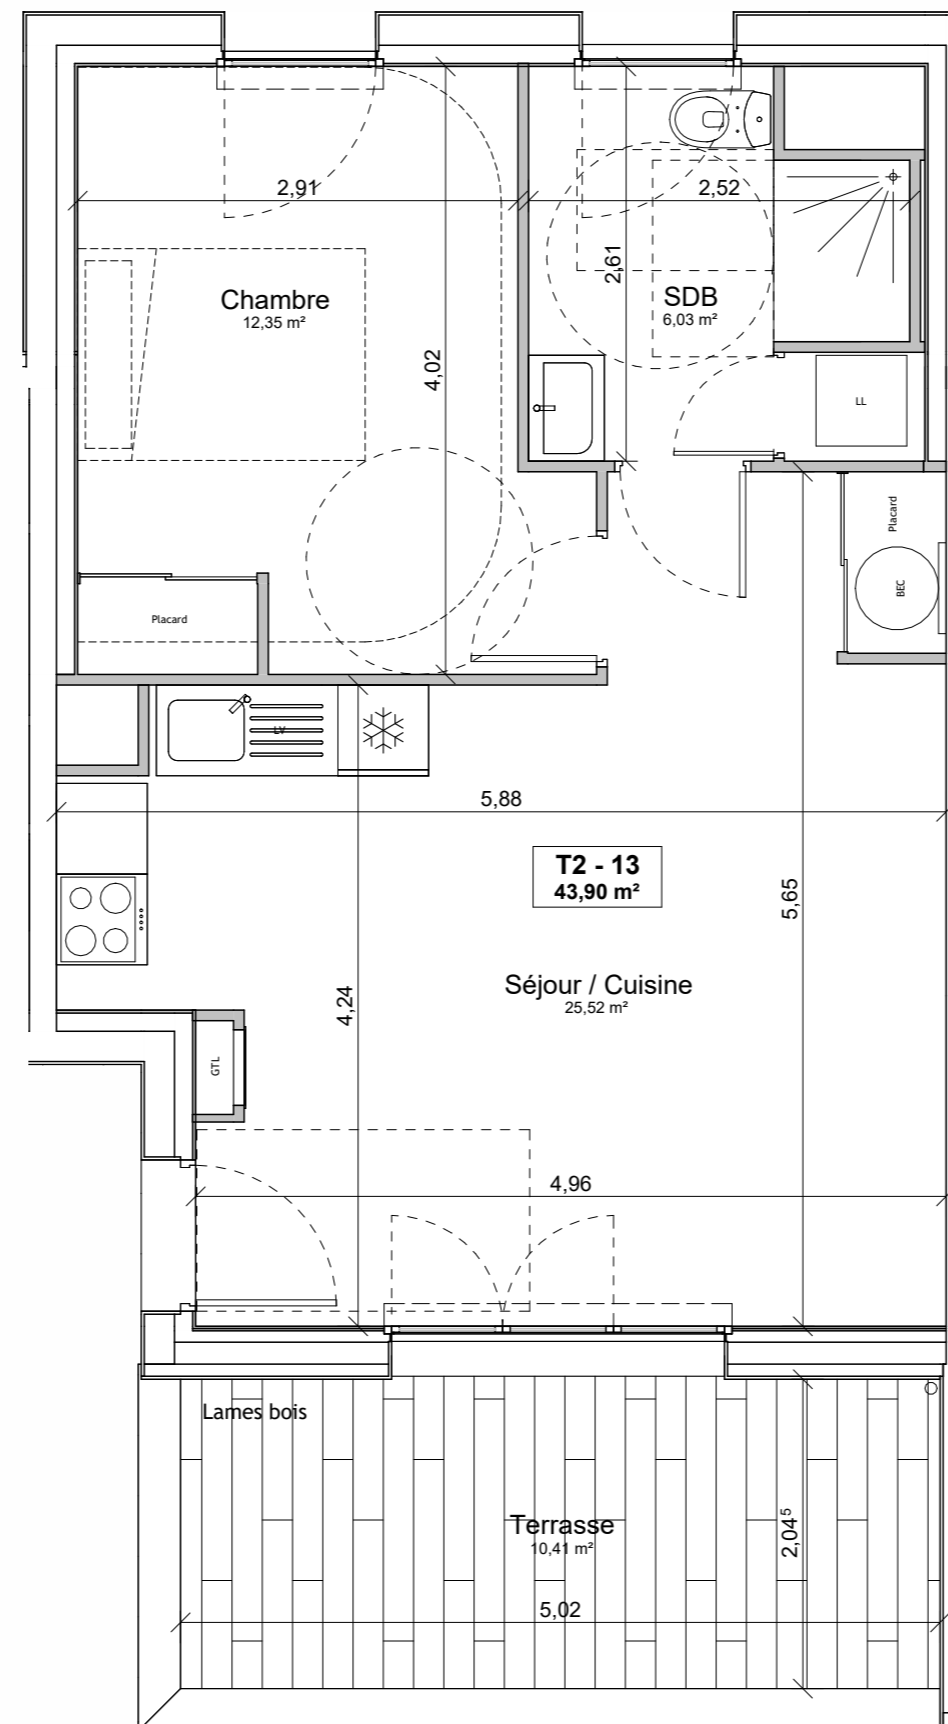 2,91
2,52
2,61
Chambre
12,35 m²
SDB
6,03 m²
4,02
LL
Placard
BEC
Placard
LV
5,88
T2 - 13
43,90 m²
5,65
Séjour / Cuisine
25,52 m²
4,24
GTL
4,96
Lames bois
Terrasse
10,41 m²
2,04⁵
5,02